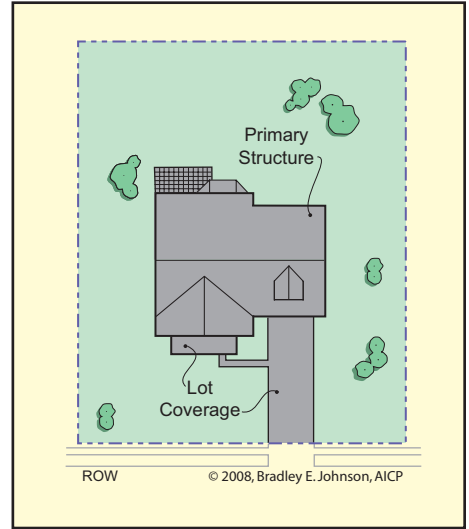 Primary
Structure
Lot
Coverage
ROW
© 2008, Bradley E. Johnson, AICP